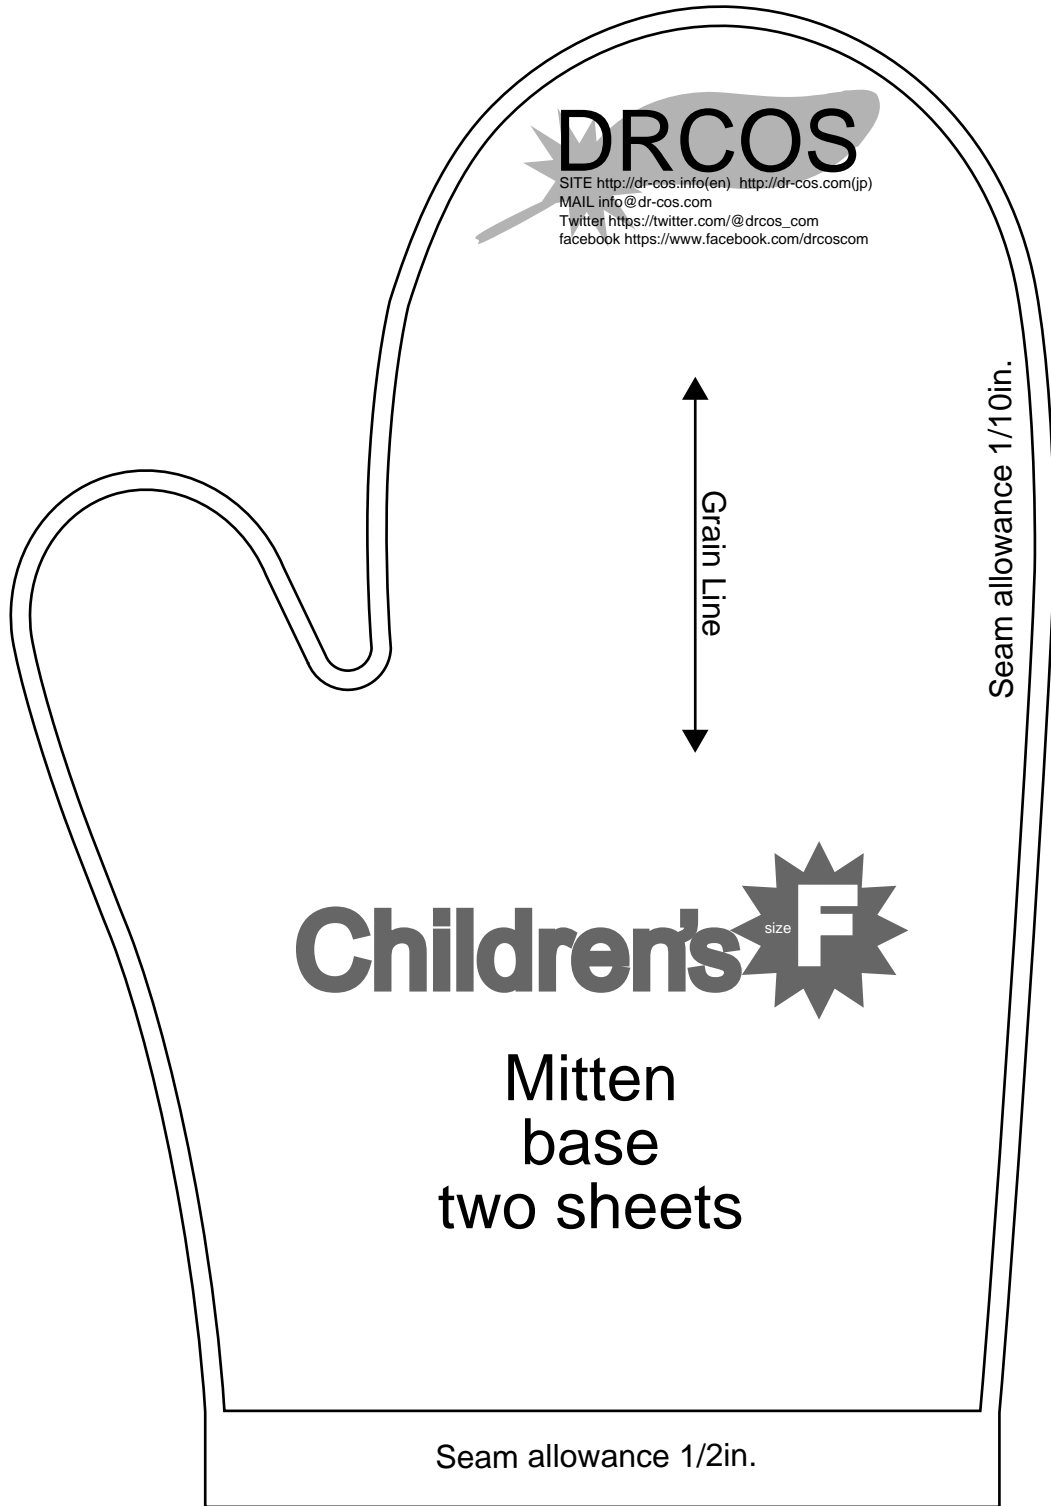 DRCOS
SITE http://dr-cos.info(en) http://dr-cos.com(jp)
MAIL info@dr-cos.com
Twitter https://twitter.com/@drcos_com
facebook https://www.facebook.com/drcoscom
Seam allowance 1/10in.
Grain Line
Children's size F
Mitten
base
two sheets
Seam allowance 1/2in.